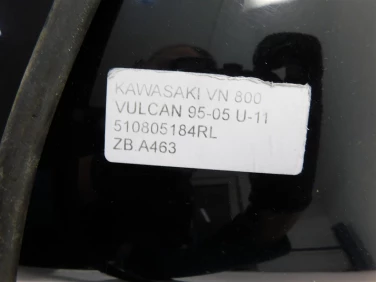 KAWASAKI VN 800
VULCAN 95-05 U-11
510805184RL
ZB.A463